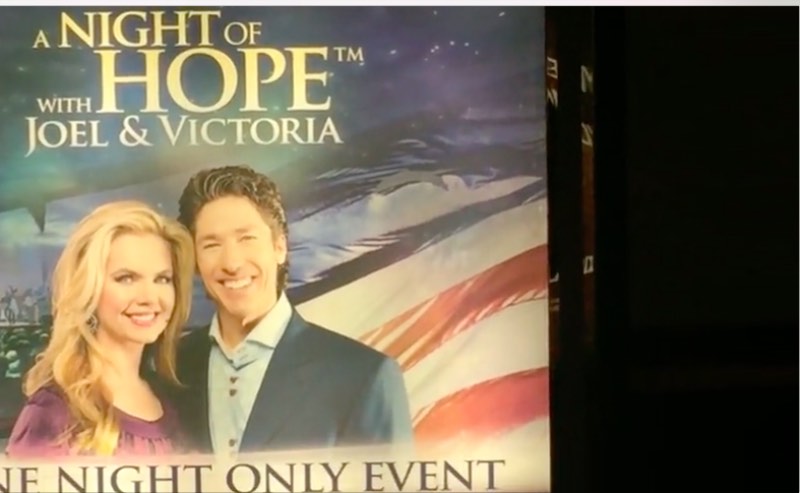 A NIGHT OF
HOPE™
WITH
JOEL & VICTORIA
NE NIGHT ONLY EVENT